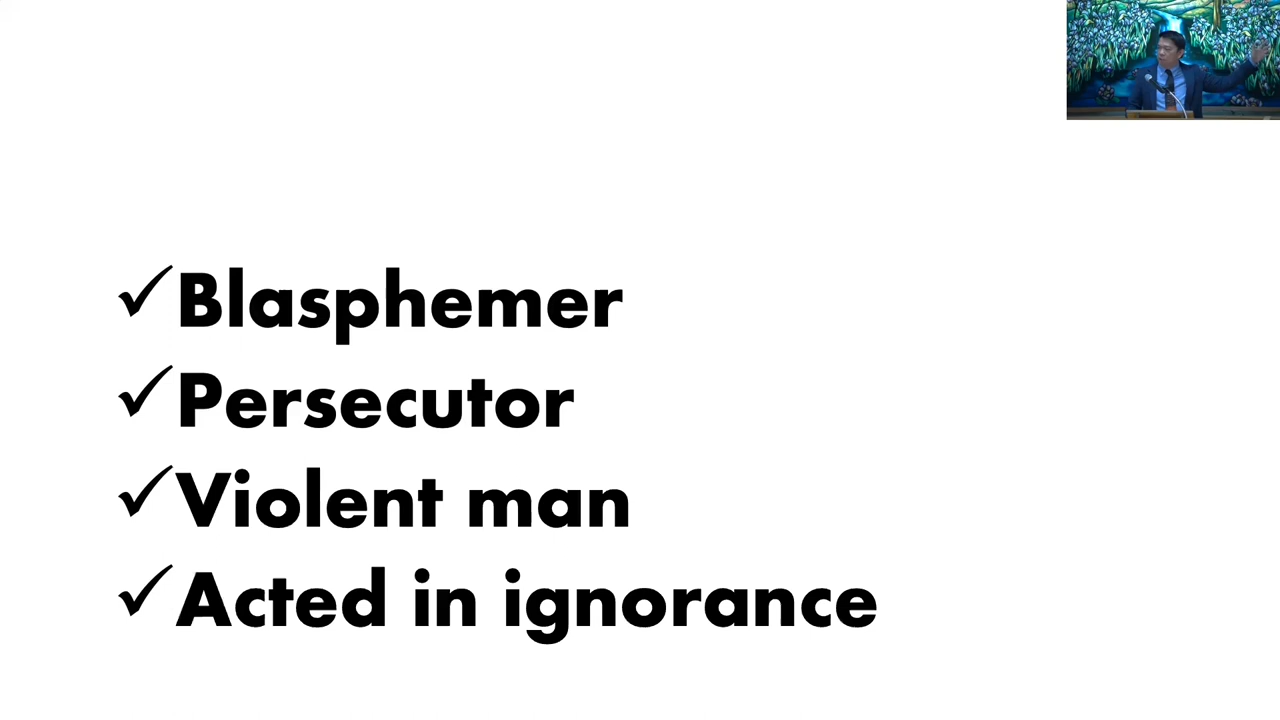 ✓Blasphemer
✓Persecutor
✓Violent man
✓Acted in ignorance